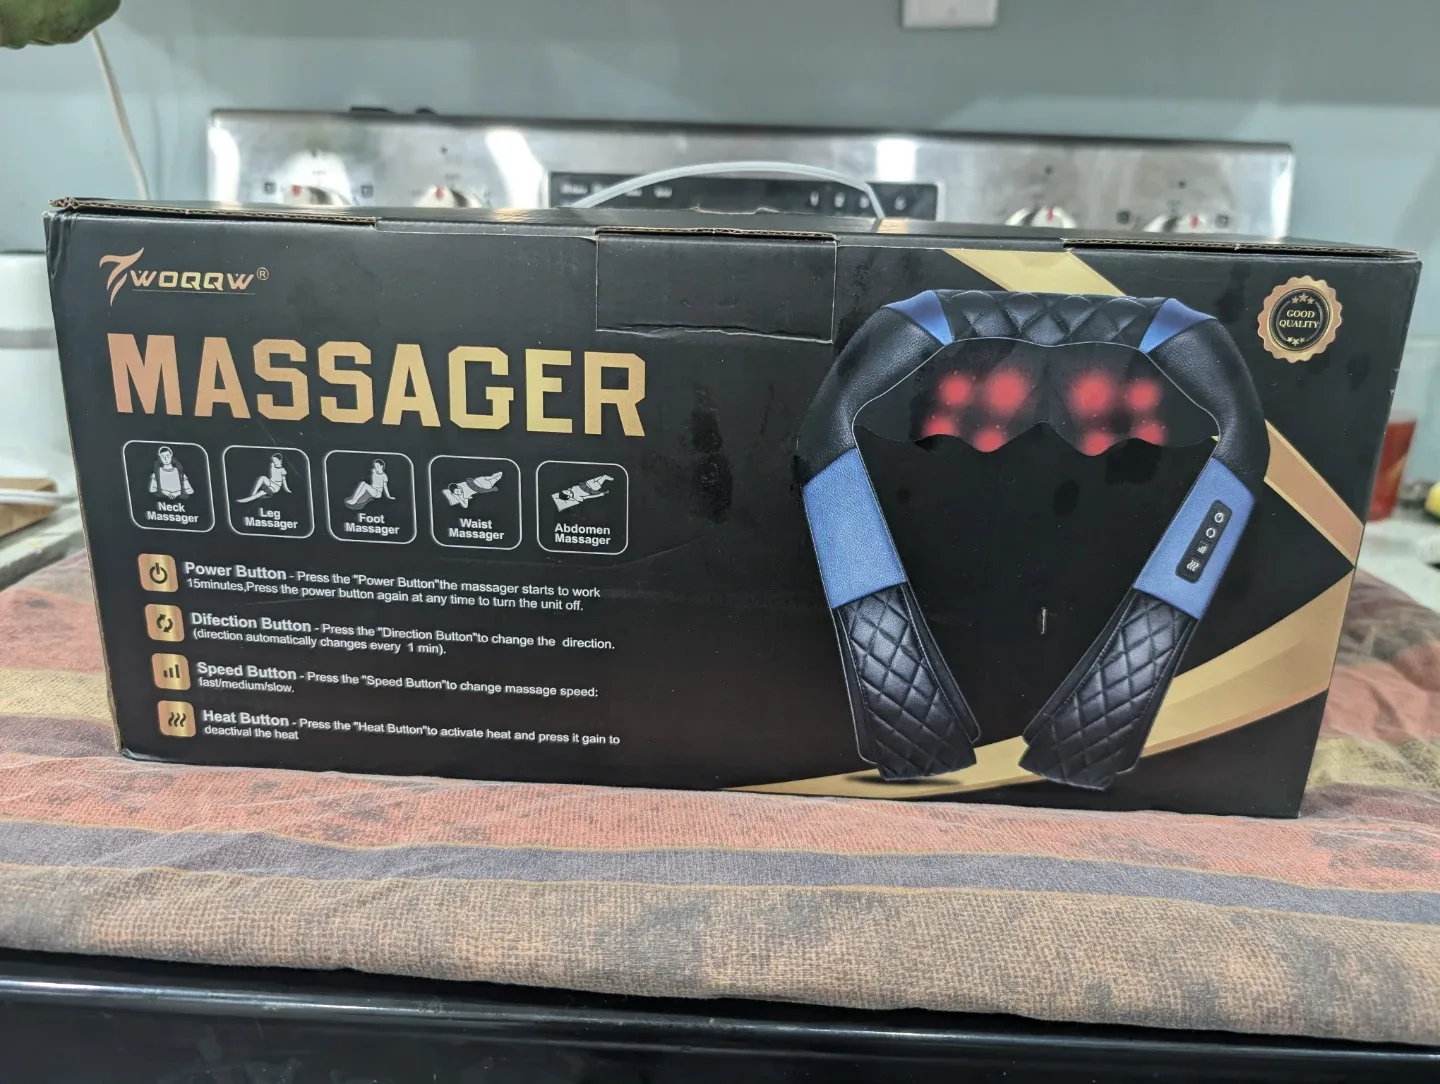 7WOQQW®
MASSAGER
GOOD
QUALITY
Neck
Massager
Leg
Massager
Foot
Massager
Waist
Massager
Abdomen
Massager
Power Button - Press the "Power Button"the massager starts to work
15minutes,Press the power button again at any time to turn the unit off.
Difection Button - Press the "Direction Button"to change the direction.
(direction automatically changes every 1 min).
Speed Button - Press the "Speed Button"to change massage speed:
fast/medium/slow.
Heat Button - Press the "Heat Button"to activate heat and press it gain to
deactival the heat